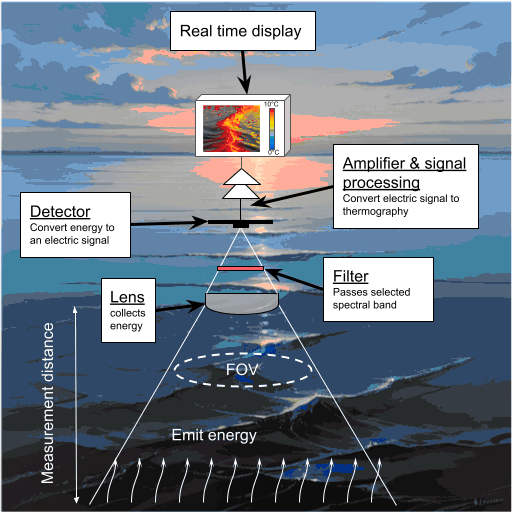 Real time display
10°C
0°C
Amplifier & signal
processing
Convert electric signal to
thermography
Detector
Convert energy to
an electric signal
Filter
Passes selected
spectral band
Lens
collects
energy
Measurement distance
FOV
Emit energy